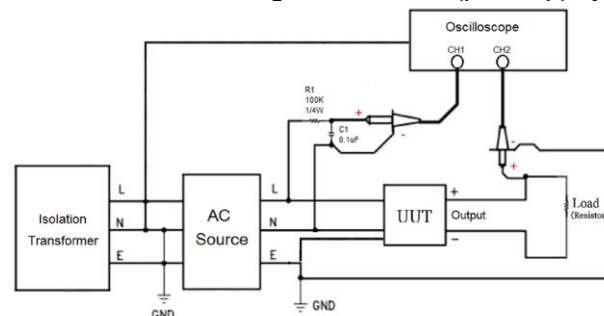 Oscilloscope
CH1
CH2
R1
100K
1/4W
+
-
C1
0.1uF
-
+
L
L
Isolation
Transformer
N
AC
Source
N
UUT
+
Output
−
Load
(Resistor
E
E
GND
GND